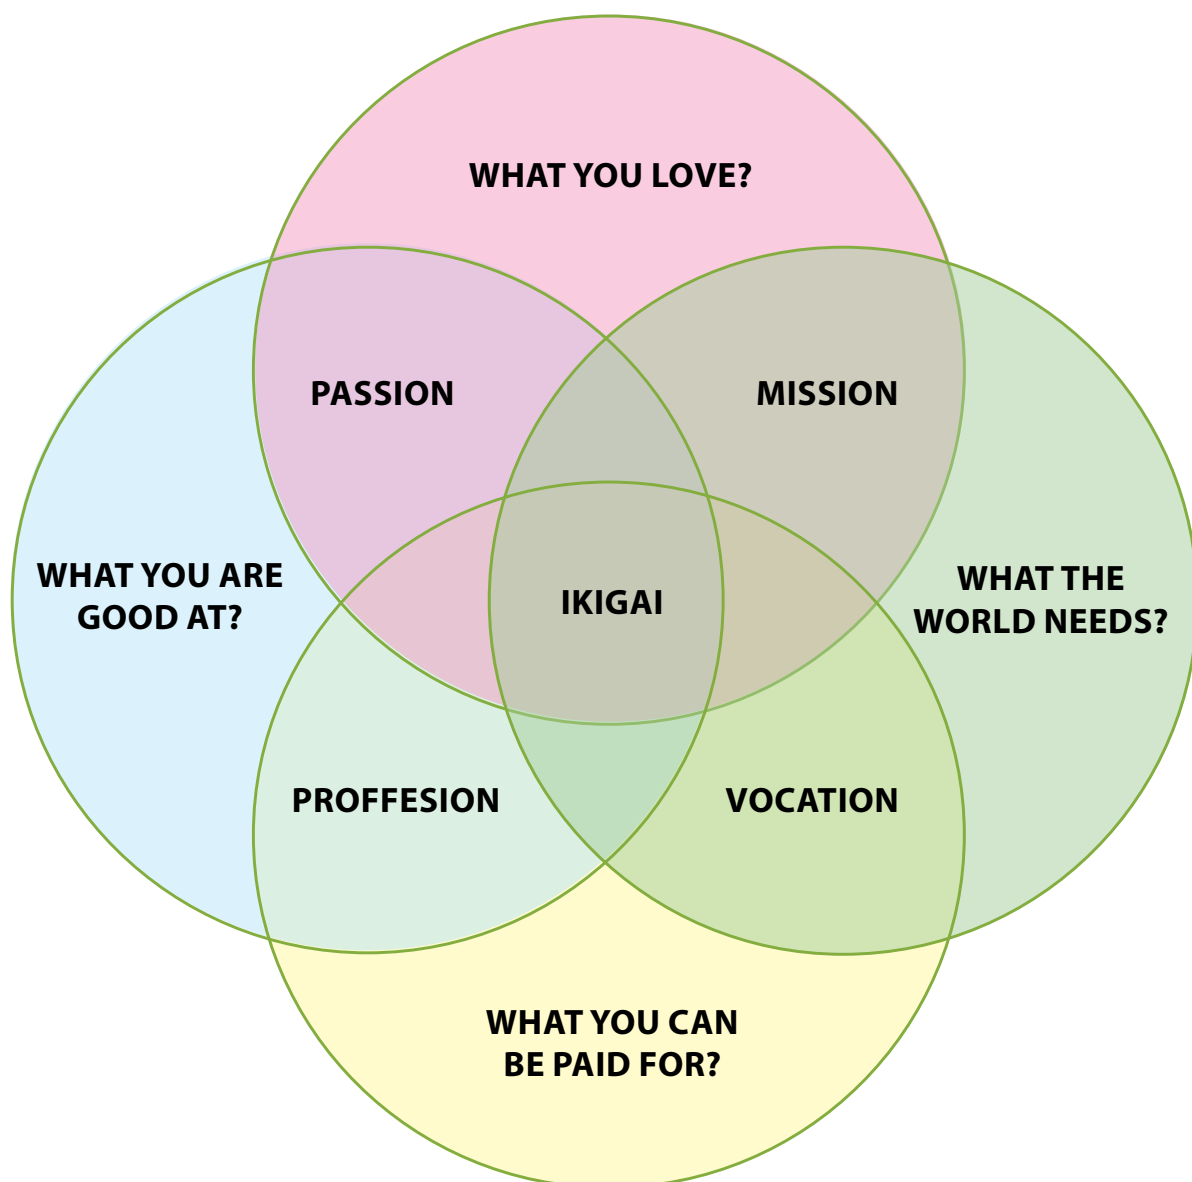 WHAT YOU LOVE?
PASSION
MISSION
WHAT YOU ARE
GOOD AT?
IKIGAI
WHAT THE
WORLD NEEDS?
PROFFESION
VOCATION
WHAT YOU CAN
BE PAID FOR?